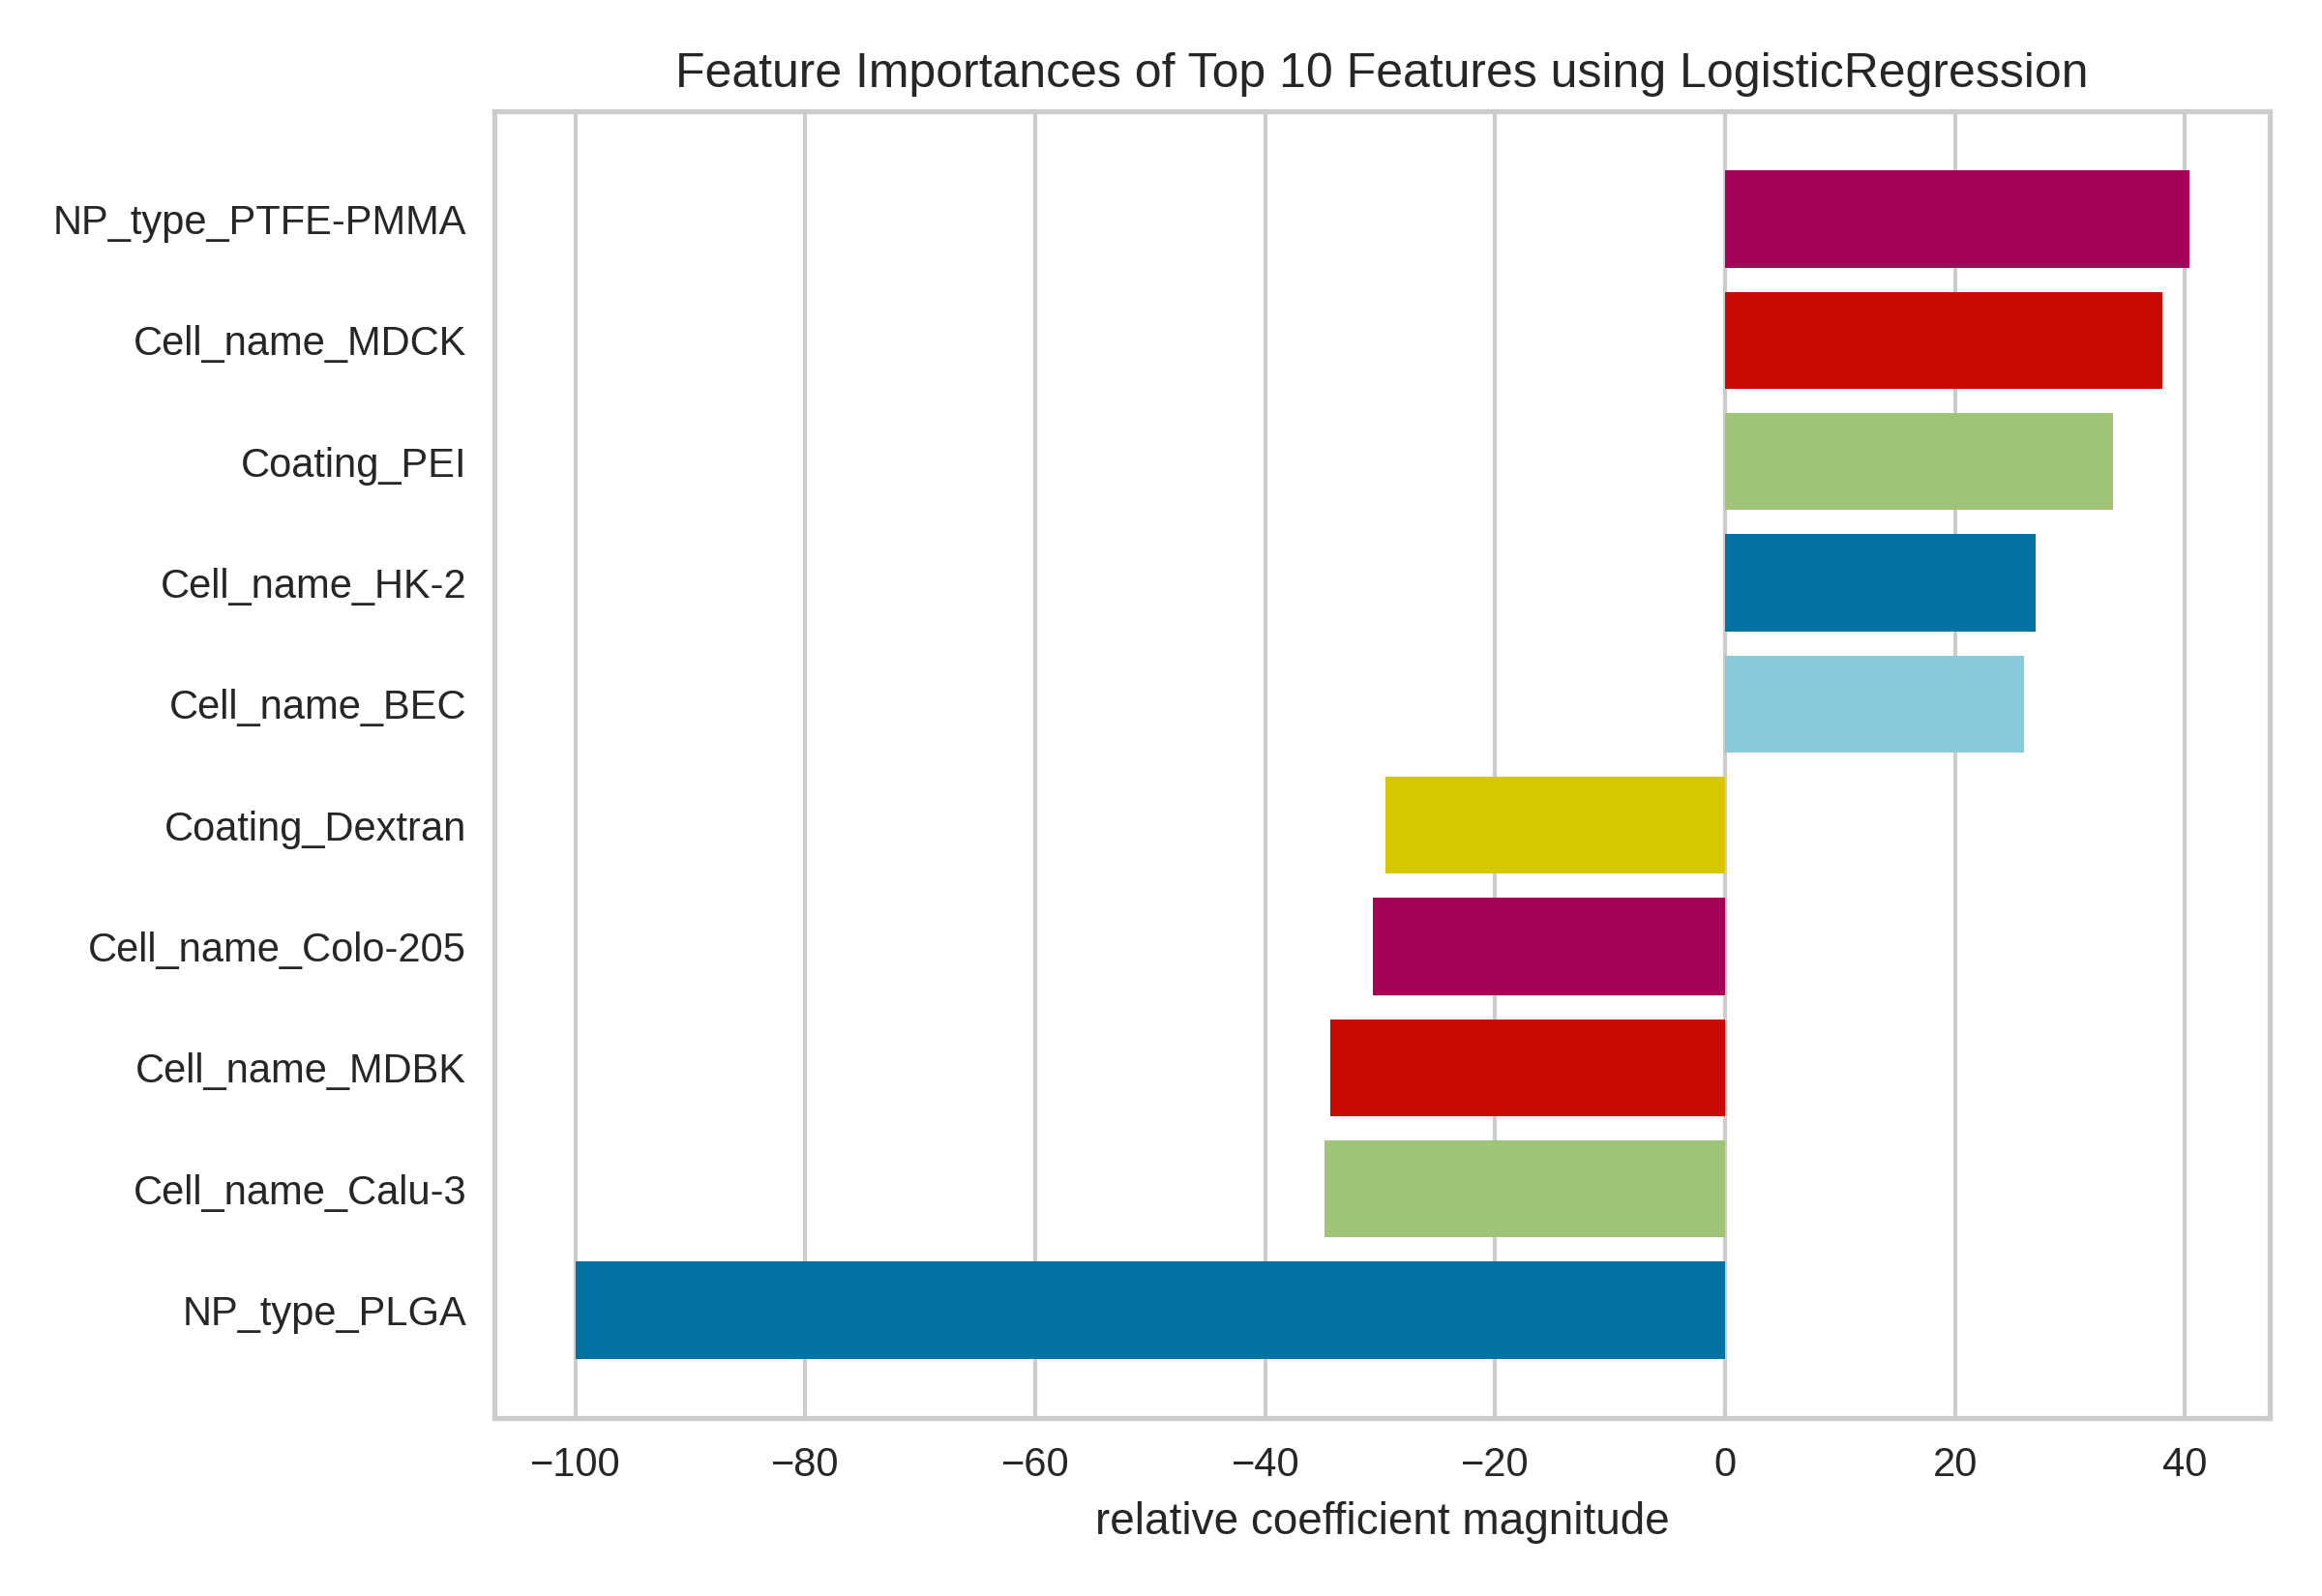 Feature Importances of Top 10 Features using LogisticRegression
NP_type_PTFE-PMMA
Cell_name_MDCK
Coating_PEI
Cell_name_HK-2
Cell_name_BEC
Coating_Dextran
Cell_name_Colo-205
Cell_name_MDBK
Cell_name_Calu-3
NP_type_PLGA
−100 −80 −60 −40 −20 0 20 40
relative coefficient magnitude